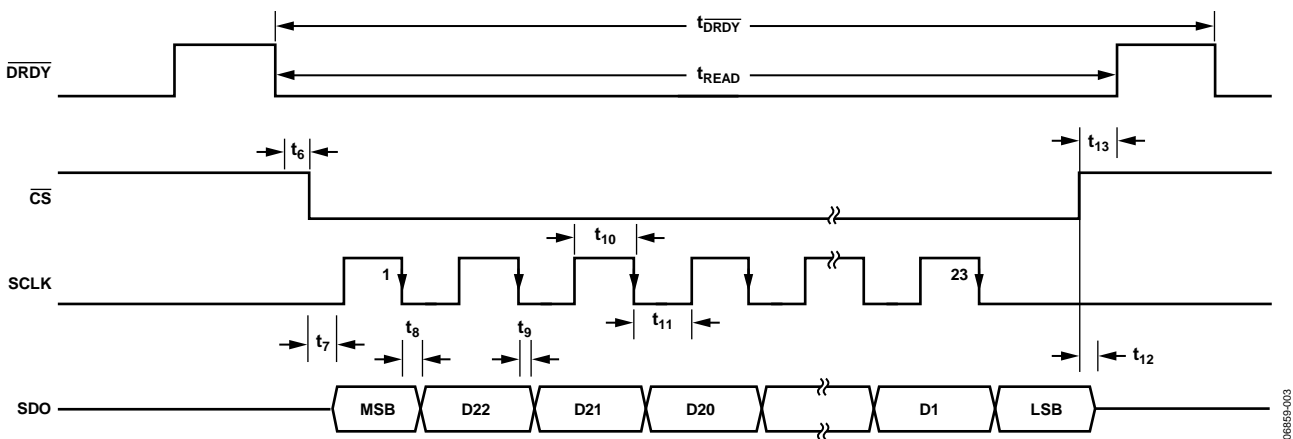 tDRDY
DRDY
tREAD
t6
t13
CS
t10
SCLK
1
23
t8
t9
t11
t7
t12
SDO
MSB
D22
D21
D20
D1
LSB
06859-003